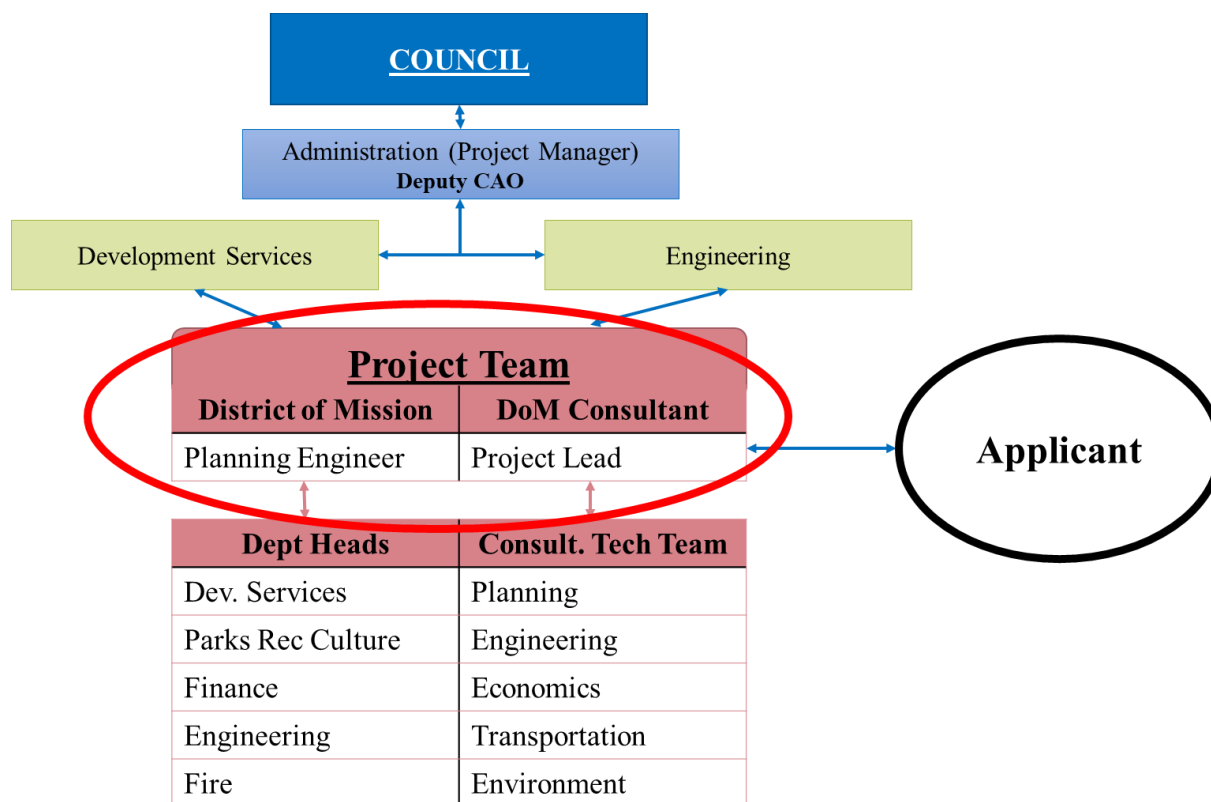 COUNCIL
Administration (Project Manager)
Deputy CAO
Development Services
Engineering
Project Team
District of Mission
DoM Consultant
Planning Engineer
Project Lead
Applicant
Dept Heads
Consult. Tech Team
Dev. Services
Planning
Parks Rec Culture
Engineering
Finance
Economics
Engineering
Transportation
Fire
Environment